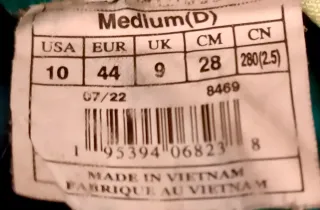 Medium(D)
USA EUR UK CM CN
10 44 9 28 280(2.5)
07/22 8469
1 95394 06823 8
MADE IN VIETNAM
FABRIQUE AU VIETNAM